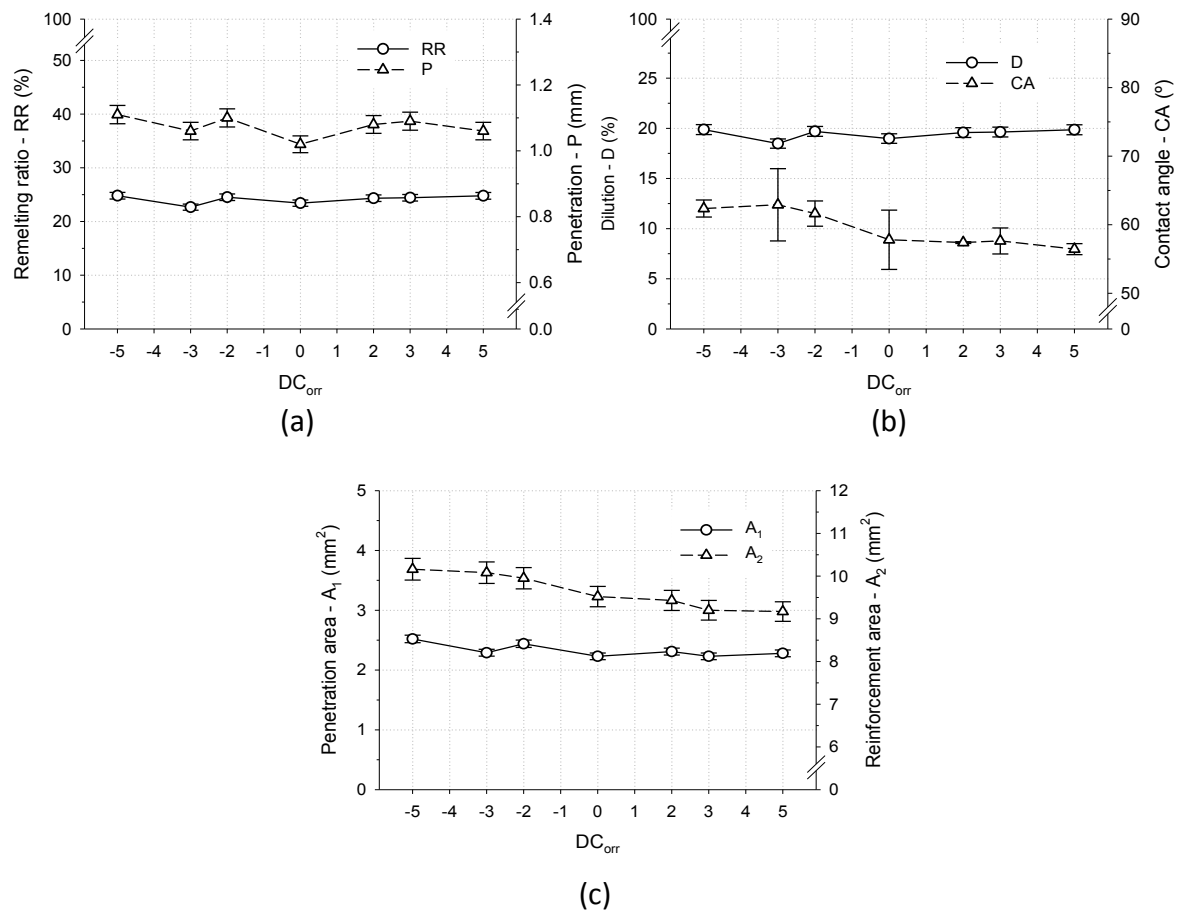 100
50
40
30
20
10
0
Remelting ratio - RR (%)
RR
P
1.4
1.2
1.0
0.8
0.6
0.0
Penetration - P (mm)
-5 -4 -3 -2 -1 0 1 2 3 4 5
DCorr
(a)
100
25
20
15
10
5
0
Dilution - D (%)
D
CA
90
80
70
60
50
0
Contact angle - CA (º)
-5 -4 -3 -2 -1 0 1 2 3 4 5
DCorr
(b)
5
4
3
2
1
0
Penetration area - A1 (mm2)
A1
A2
12
11
10
9
8
7
6
0
Reinforcement area - A2 (mm2)
-5 -4 -3 -2 -1 0 1 2 3 4 5
DCorr
(c)